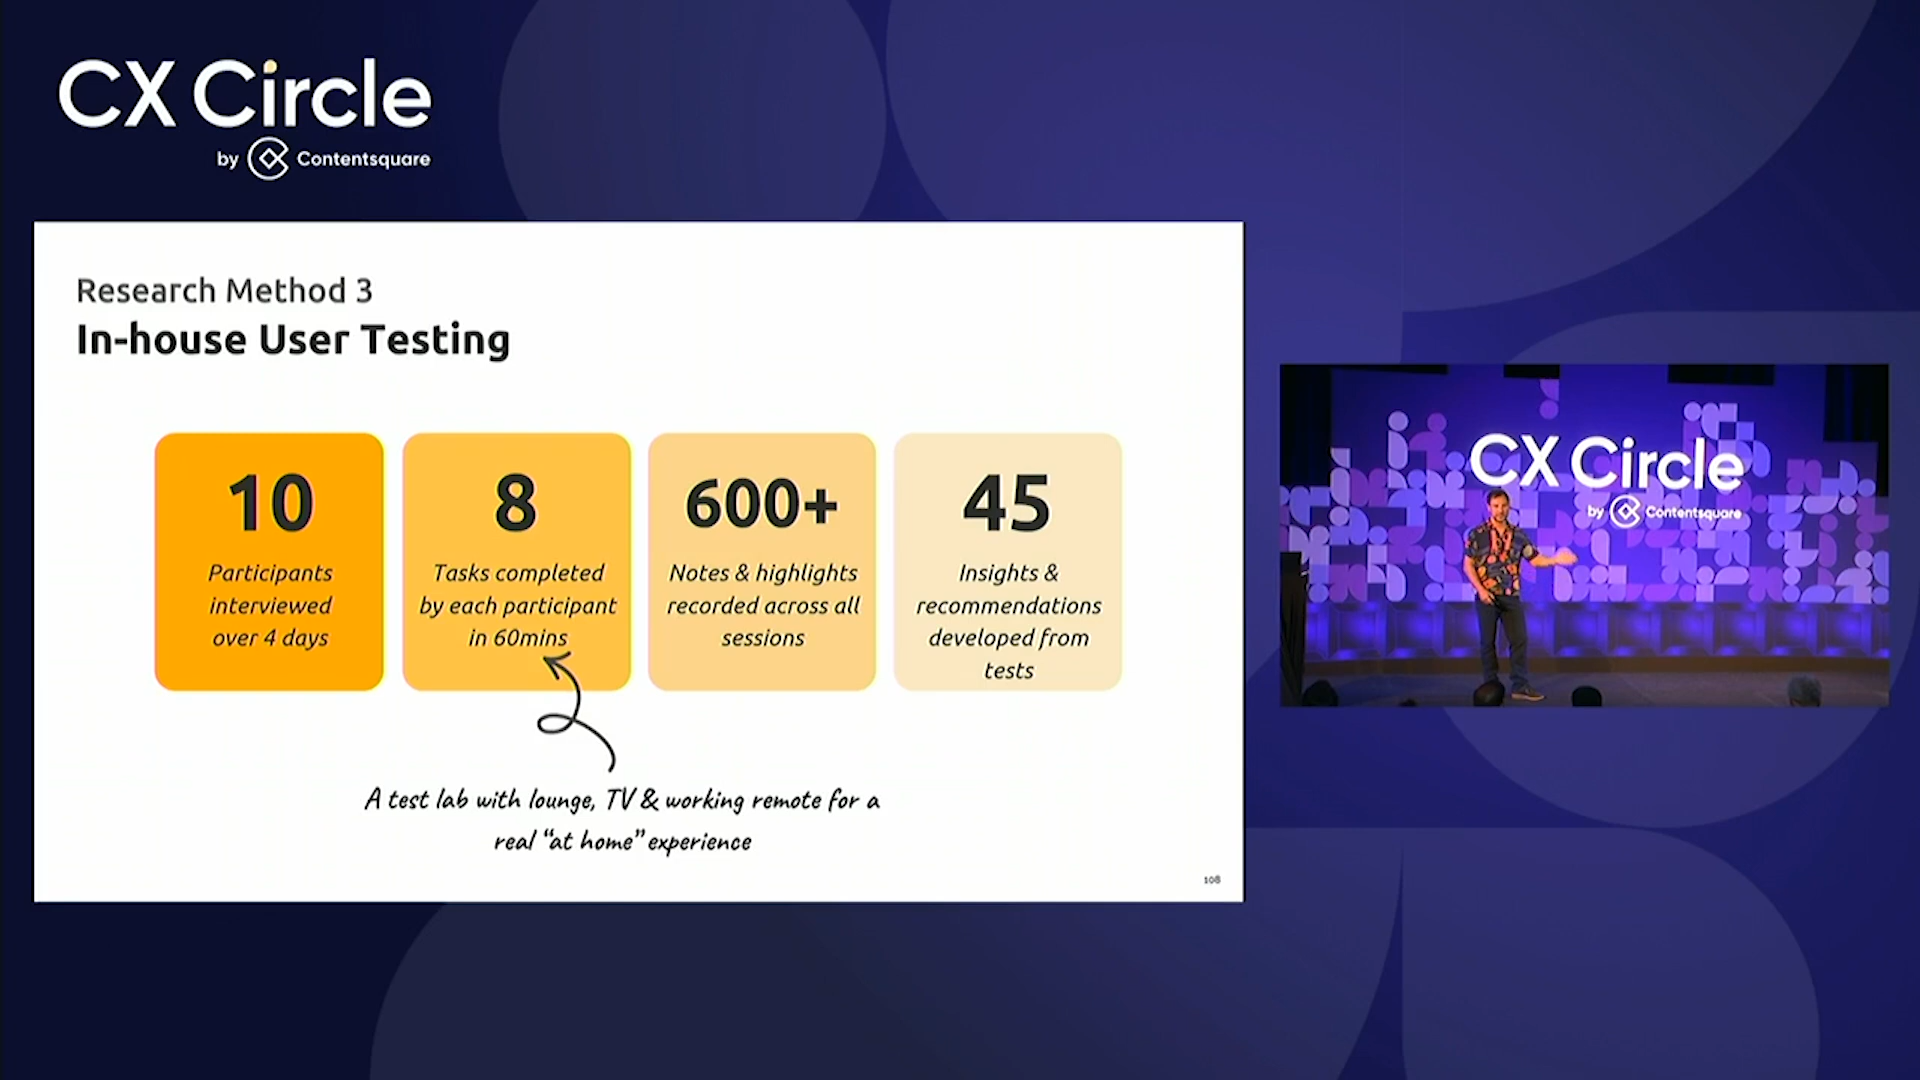 CX Circle
by Contentsquare
Research Method 3
In-house User Testing
10
Participants
interviewed
over 4 days
8
Tasks completed
by each participant
in 60mins
600+
Notes & highlights
recorded across all
sessions
45
Insights &
recommendations
developed from
tests
A test lab with lounge, TV & working remote for a
real “at home” experience
108
CX Circle
by Contentsquare